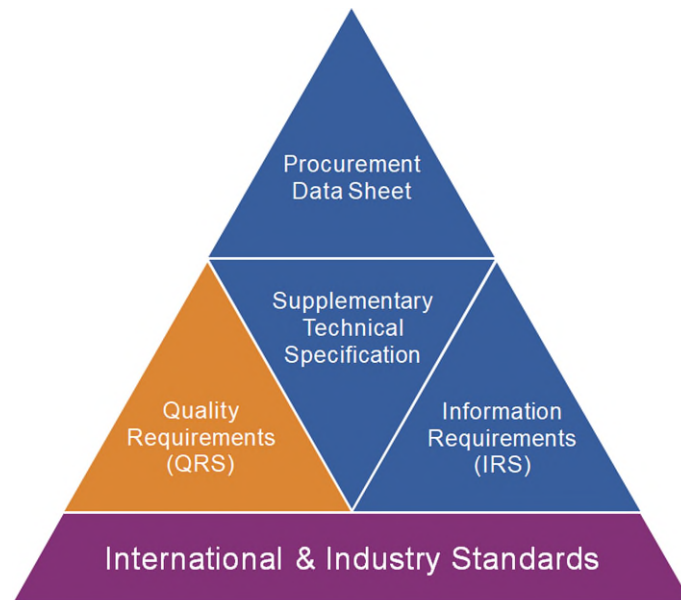 Procurement
Data Sheet
Supplementary
Technical
Specification
Quality
Requirements
(QRS)
Information
Requirements
(IRS)
International & Industry Standards